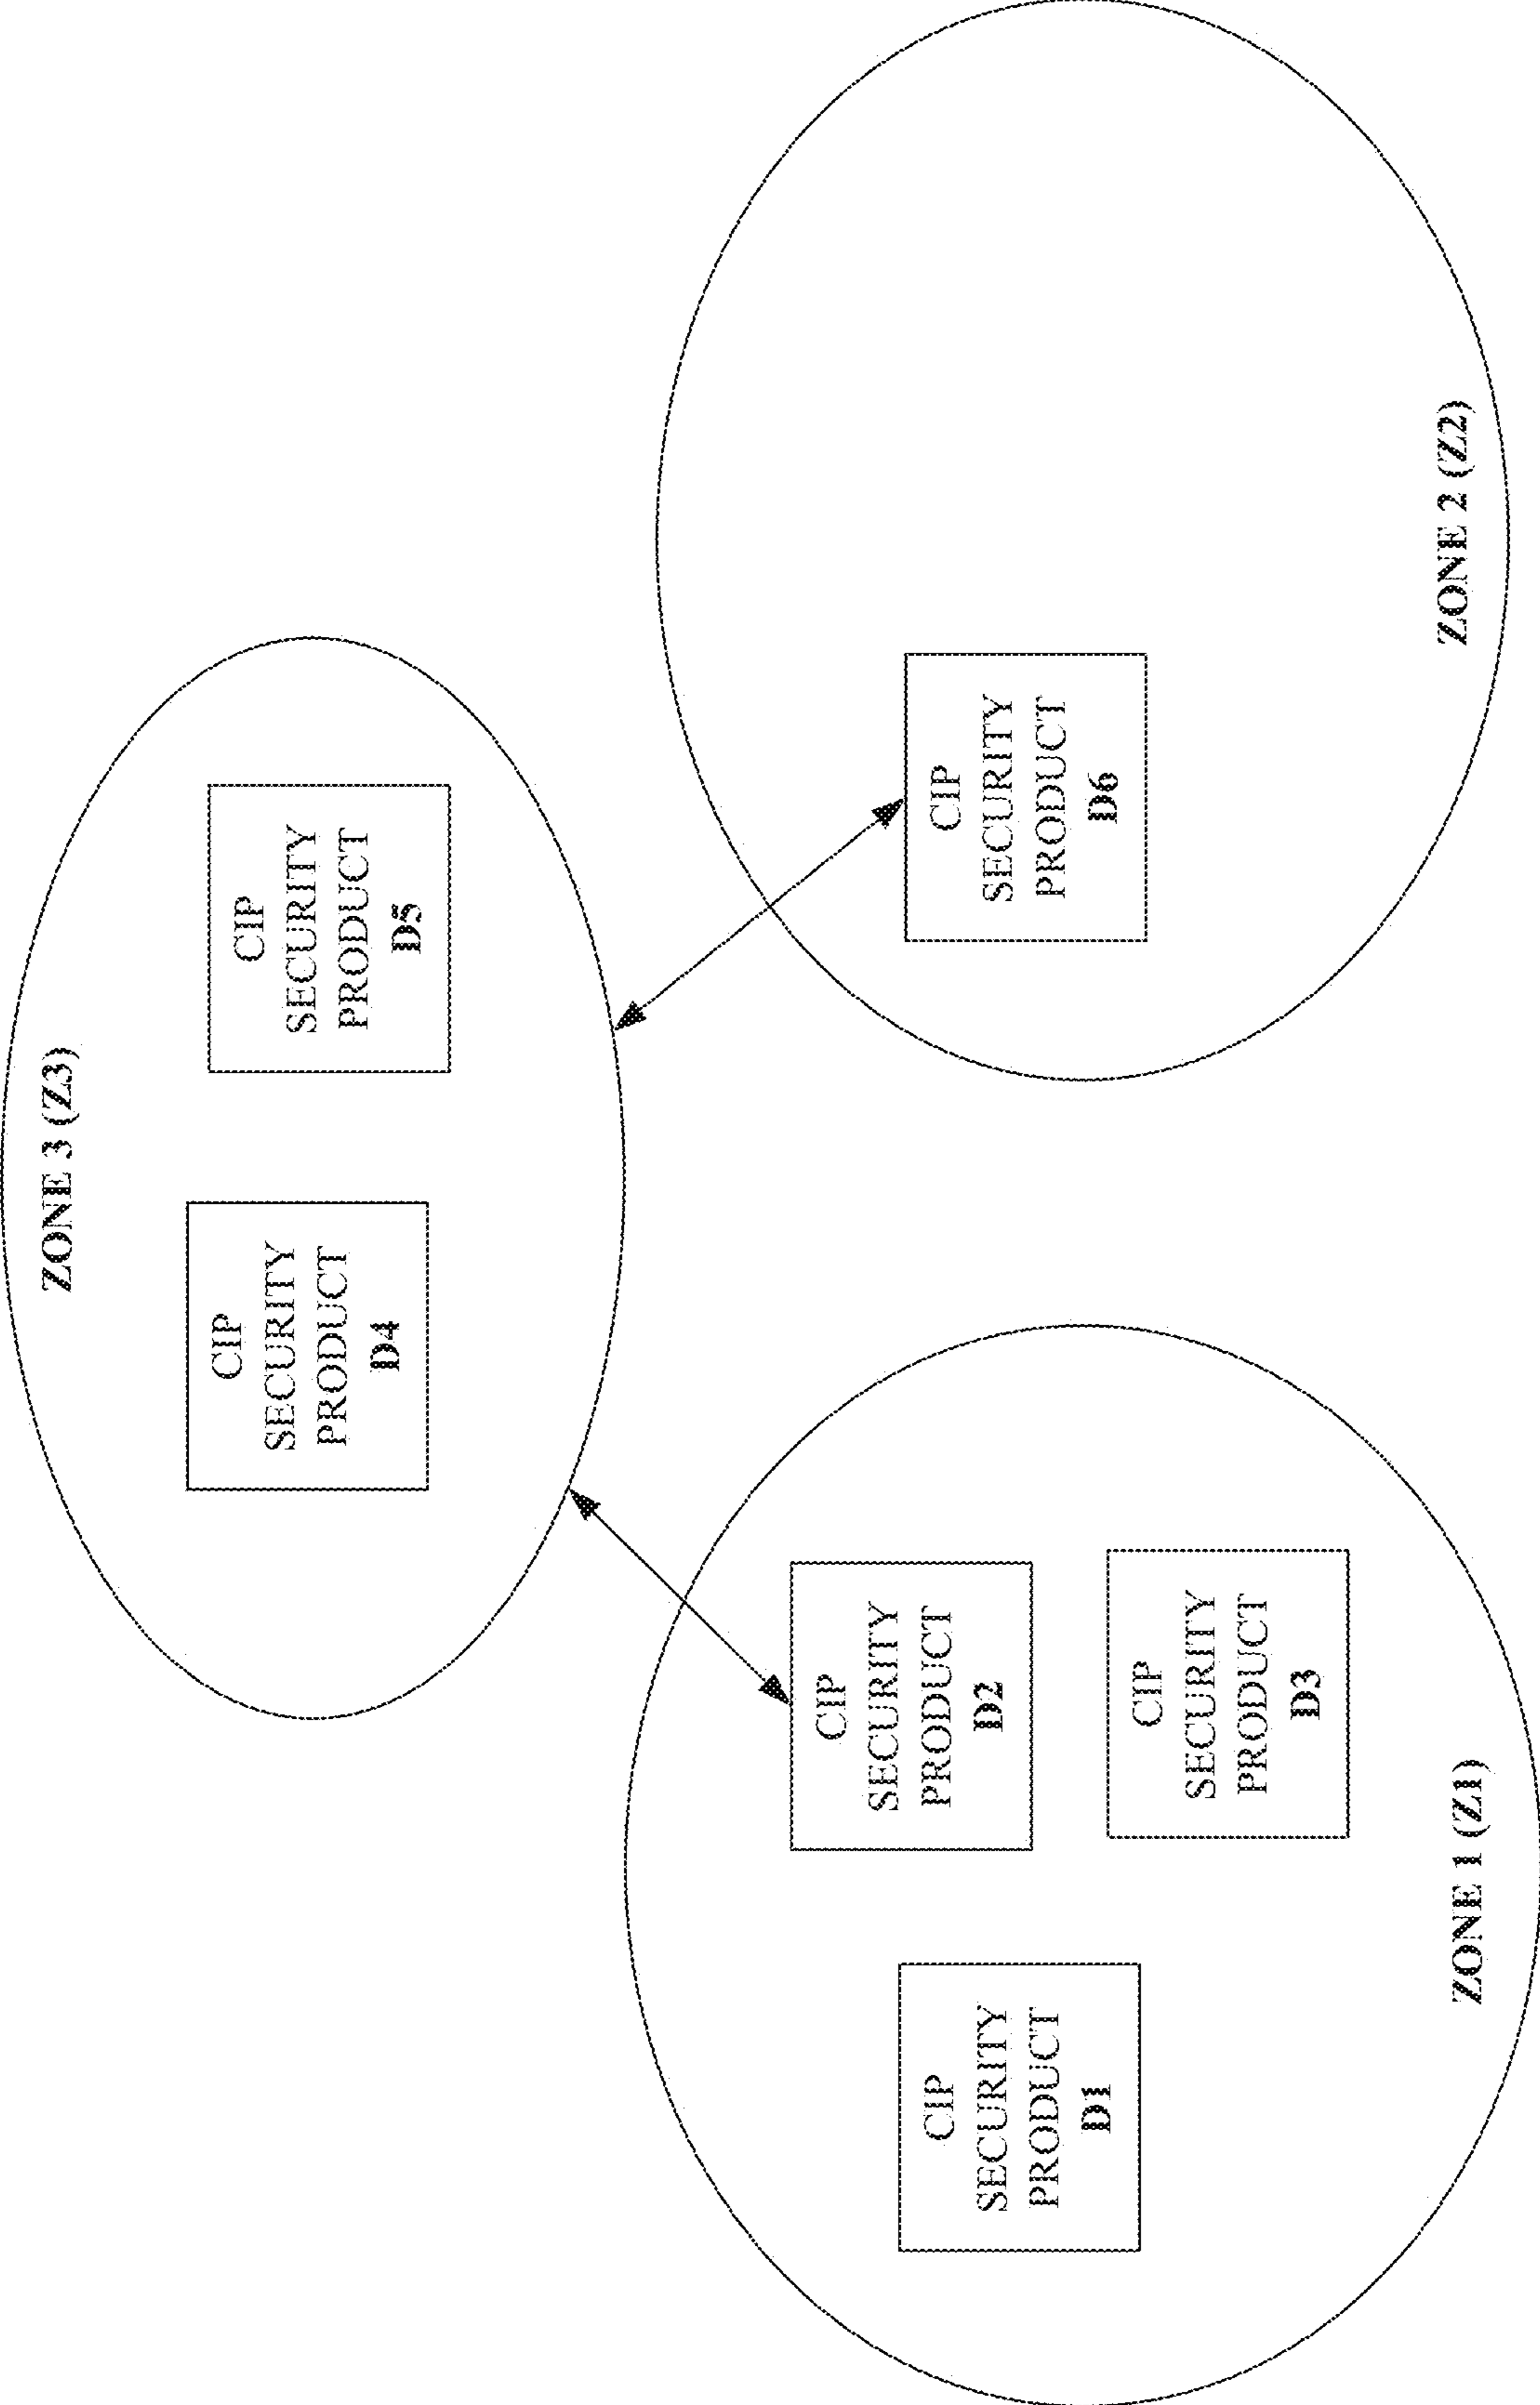 ZONE 3 (Z3)
CIP
SECURITY
PRODUCT
D4
CIP
SECURITY
PRODUCT
D5
CIP
SECURITY
PRODUCT
D1
CIP
SECURITY
PRODUCT
D2
CIP
SECURITY
PRODUCT
D3
ZONE 1 (Z1)
CIP
SECURITY
PRODUCT
D6
ZONE 2 (Z2)